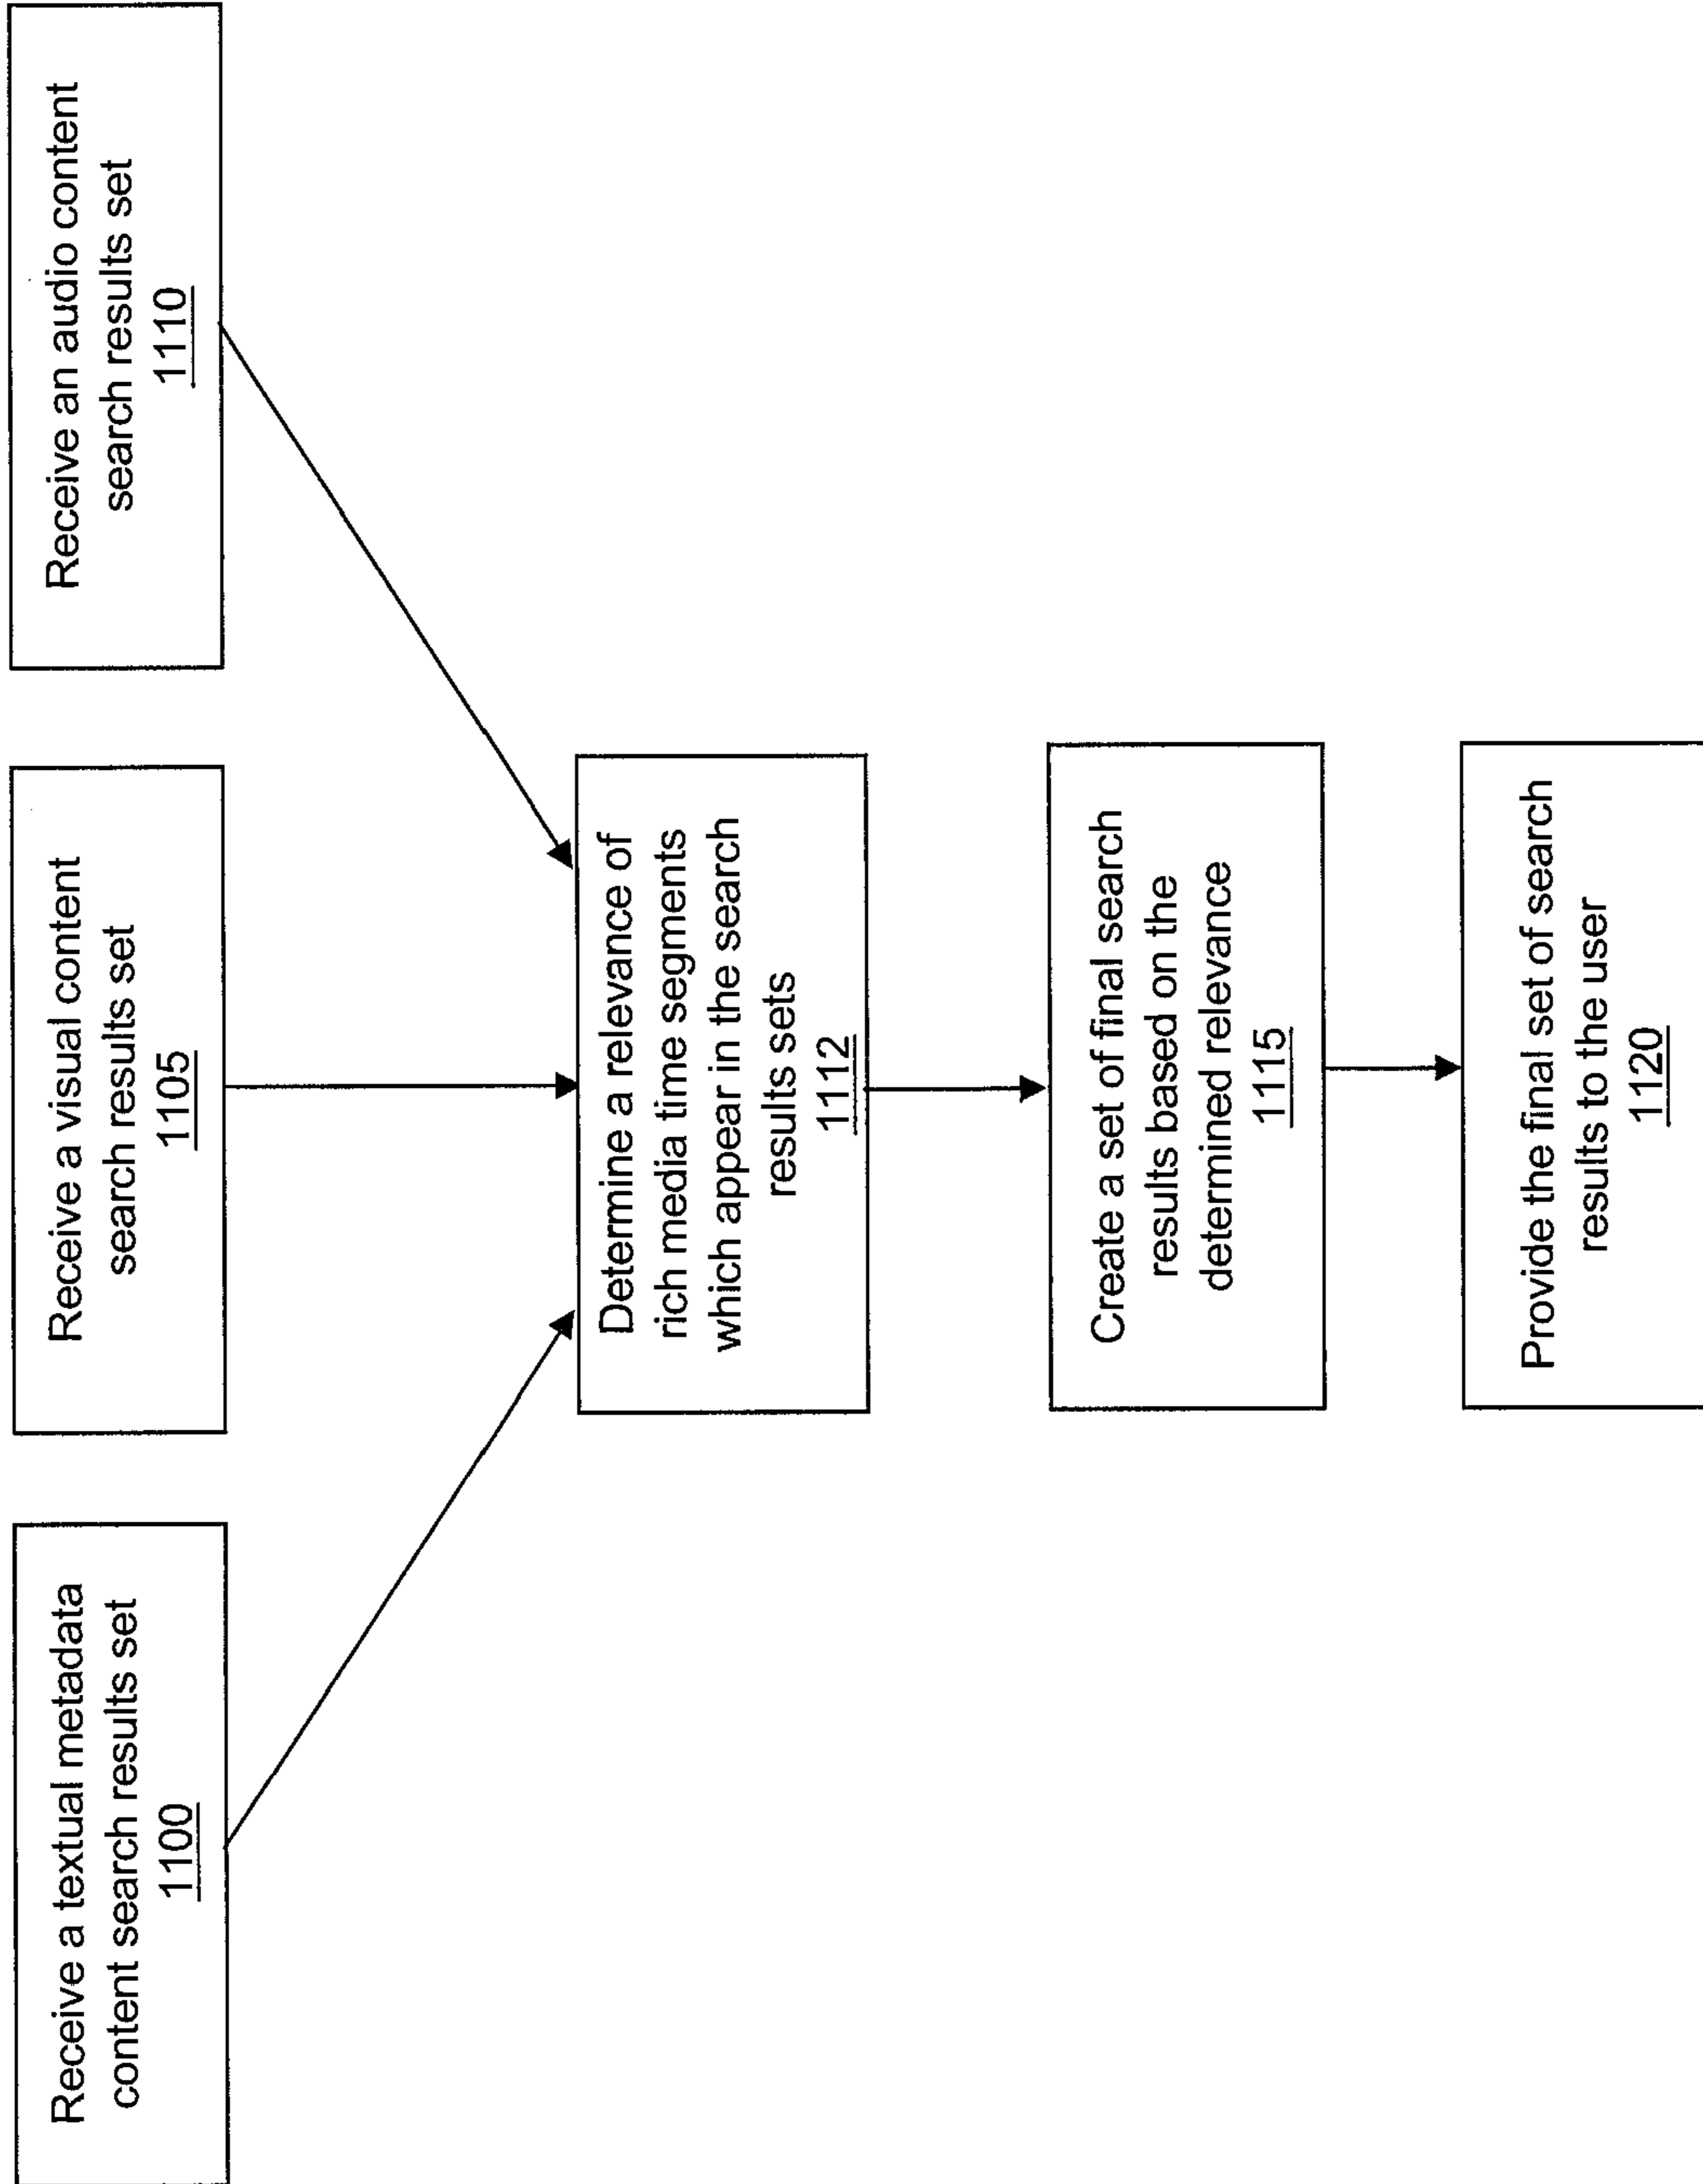 Receive a textual metadata
content search results set
1100
Receive a visual content
search results set
1105
Receive an audio content
search results set
1110
Determine a relevance of
rich media time segments
which appear in the search
results sets
1112
Create a set of final search
results based on the
determined relevance
1115
Provide the final set of search
results to the user
1120